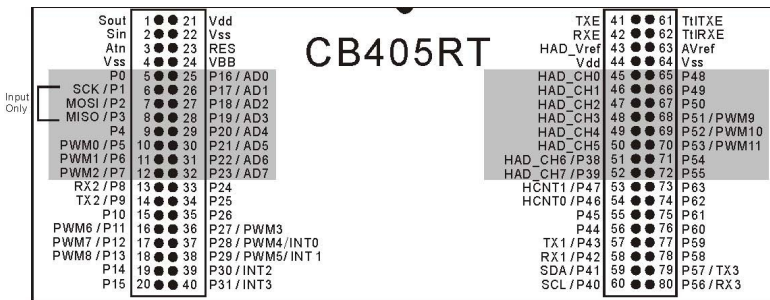 CB405RT
Sout 1 21 Vdd
Sin 2 22 Vss
Atn 3 23 RES
Vss 4 24 VBB
P0 5 25 P16 / AD0
Input Only
SCK / P1 6 26 P17 / AD1
MOSI / P2 7 27 P18 / AD2
MISO / P3 8 28 P19 / AD3
P4 9 29 P20 / AD4
PWM0 / P5 10 30 P21 / AD5
PWM1 / P6 11 31 P22 / AD6
PWM2 / P7 12 32 P23 / AD7
RX2 / P8 13 33 P24
TX2 / P9 14 34 P25
P10 15 35 P26
PWM6 / P11 16 36 P27 / PWM3
PWM7 / P12 17 37 P28 / PWM4/INT0
PWM8 / P13 18 38 P29 / PWM5/ INT 1
P14 19 39 P30 / INT2
P15 20 40 P31 / INT3
TXE 41 61 TtlTXE
RXE 42 62 TtlRXE
HAD_Vref 43 63 AVref
Vdd 44 64 Vss
HAD_CH0 45 65 P48
HAD_CH1 46 66 P49
HAD_CH2 47 67 P50
HAD_CH3 48 68 P51 / PWM9
HAD_CH4 49 69 P52 / PWM10
HAD_CH5 50 70 P53 / PWM11
HAD_CH6 / P38 51 71 P54
HAD_CH7 / P39 52 72 P55
HCNT1 / P47 53 73 P63
HCNT0 / P46 54 74 P62
P45 55 75 P61
P44 56 76 P60
TX1 / P43 57 77 P59
RX1 / P42 58 78 P58
SDA / P41 59 79 P57 / TX3
SCL / P40 60 80 P56 / RX3